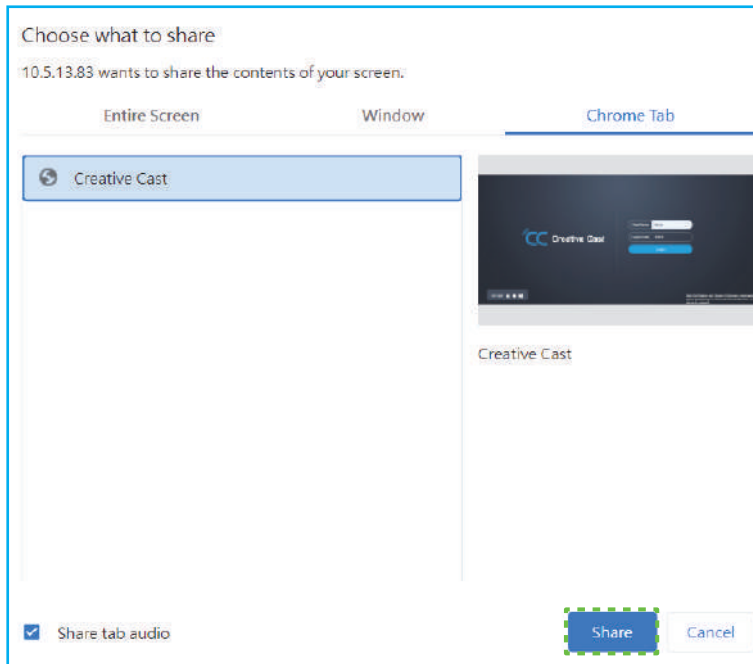 Choose what to share
10.5.13.83 wants to share the contents of your screen.
Entire Screen
Window
Chrome Tab
Creative Cast
CC Creative Cast
Creative Cast
Share tab audio
Share
Cancel